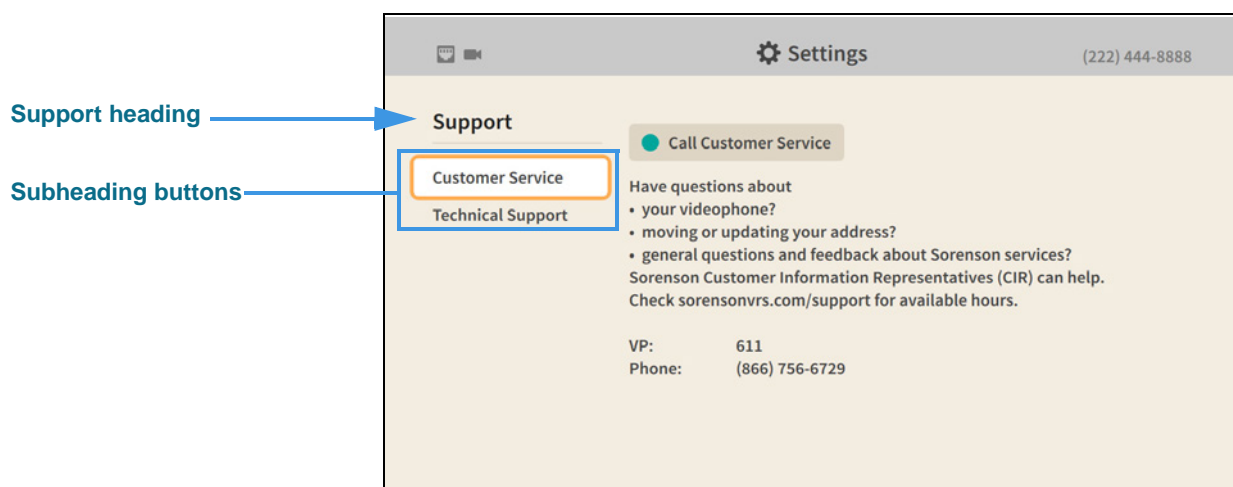 Settings
(222) 444-8888
Support heading
Support
Call Customer Service
Subheading buttons
Customer Service
Technical Support
Have questions about
• your videophone?
• moving or updating your address?
• general questions and feedback about Sorenson services?
Sorenson Customer Information Representatives (CIR) can help.
Check sorensonvrs.com/support for available hours.
VP: 611
Phone: (866) 756-6729